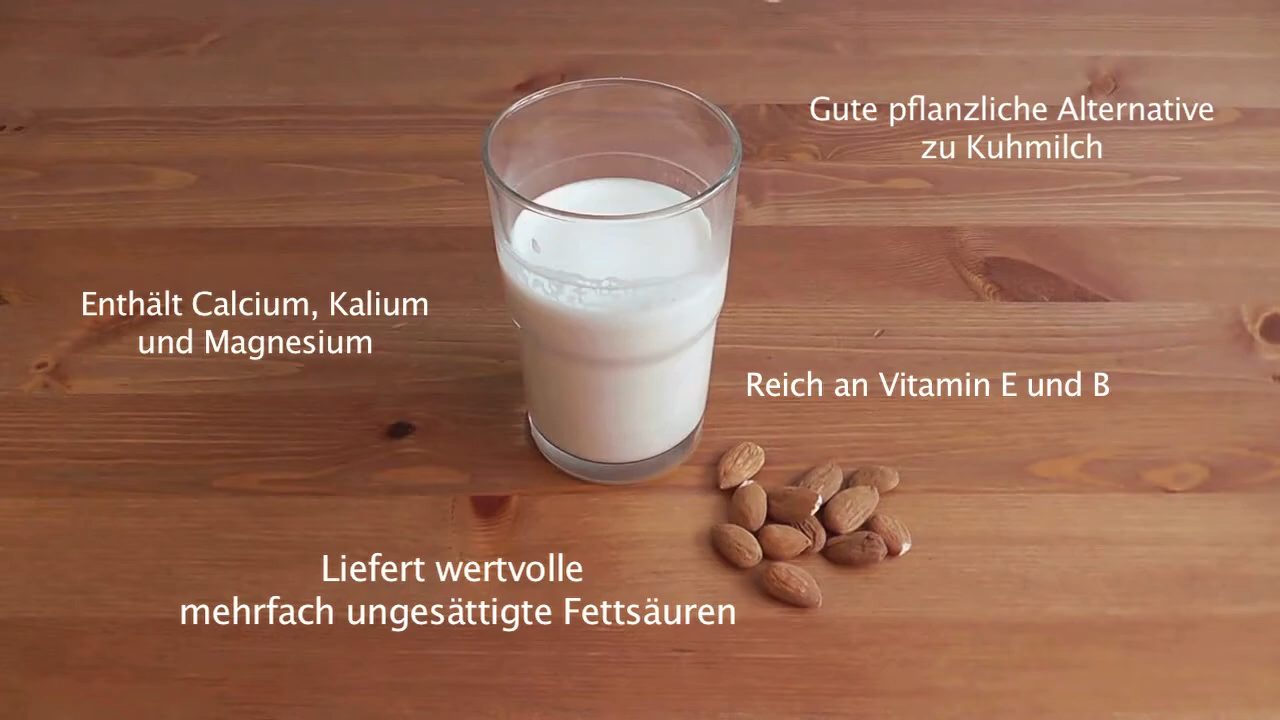 Gute pflanzliche Alternative
zu Kuhmilch
Enthält Calcium, Kalium
und Magnesium
Reich an Vitamin E und B
Liefert wertvolle
mehrfach ungesättigte Fettsäuren